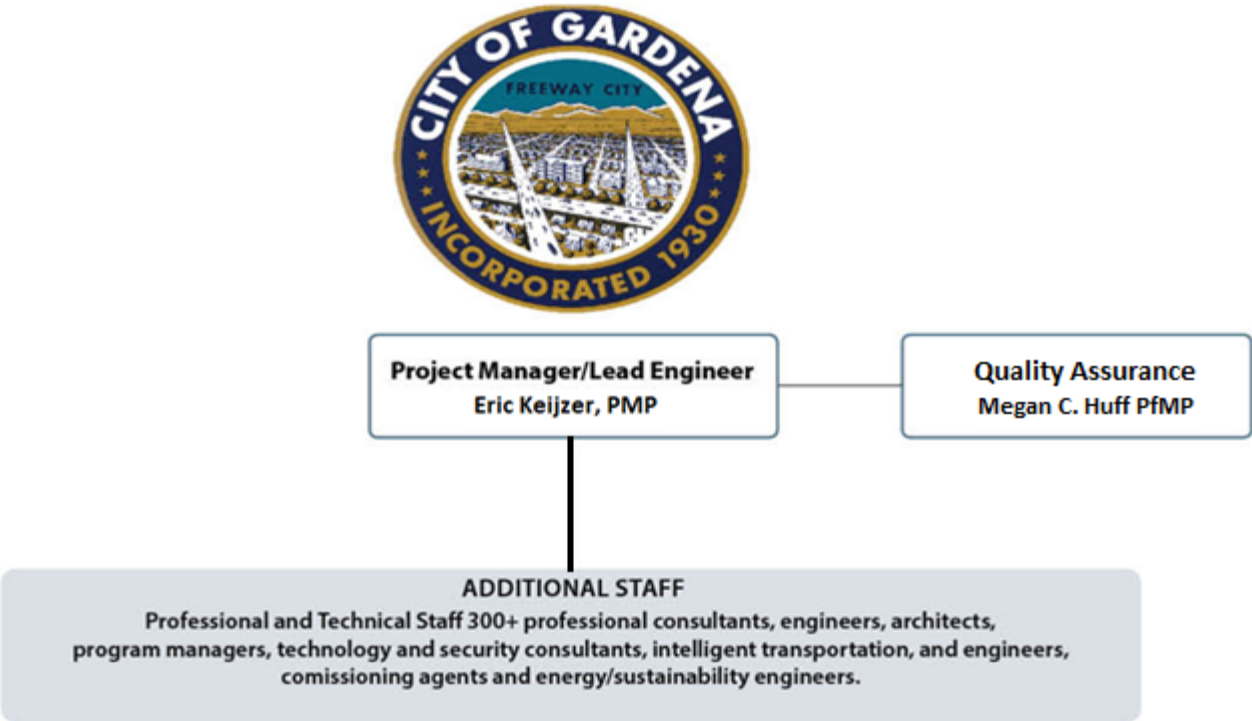 CITY OF GARDENA
FREEWAY CITY
INCORPORATED 1930
Project Manager/Lead Engineer
Eric Keijzer, PMP
Quality Assurance
Megan C. Huff PfMP
ADDITIONAL STAFF
Professional and Technical Staff 300+ professional consultants, engineers, architects,
program managers, technology and security consultants, intelligent transportation, and engineers,
comissioning agents and energy/sustainability engineers.